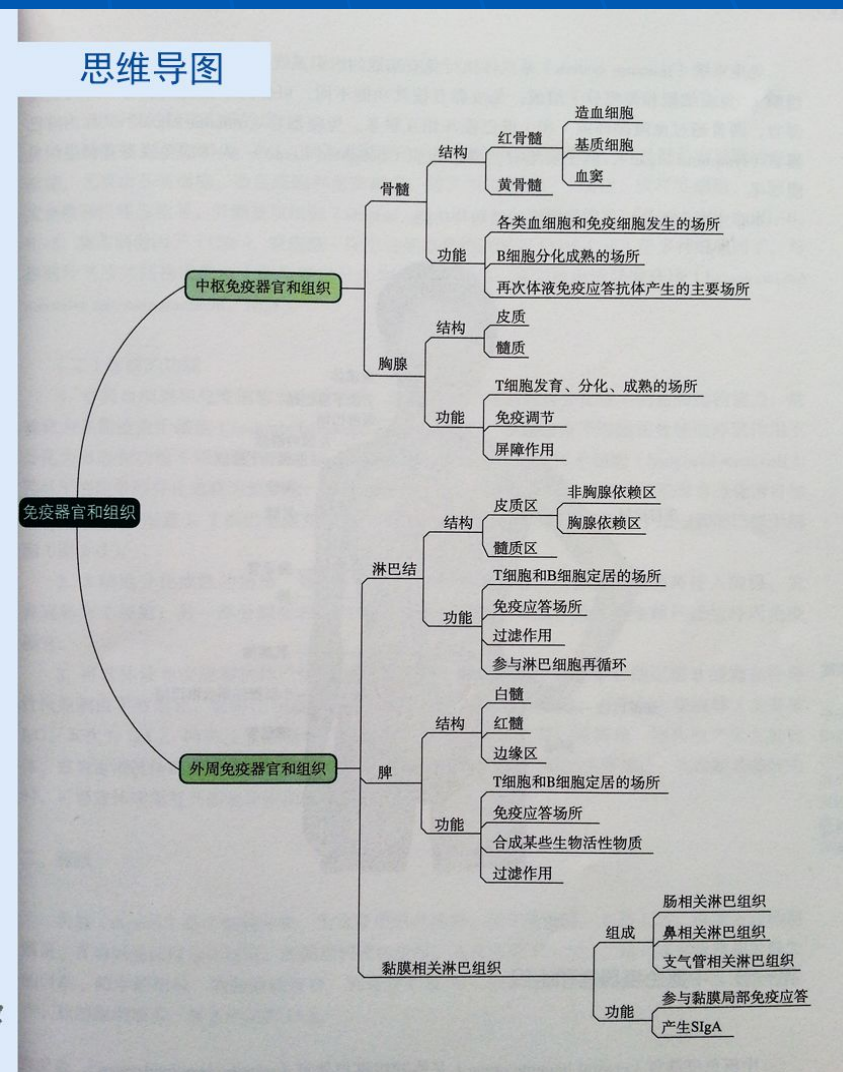 思维导图
免疫器官和组织
中枢免疫器官和组织
骨髓
结构
红骨髓
造血细胞
基质细胞
血窦
黄骨髓
功能
各类血细胞和免疫细胞发生的场所
B细胞分化成熟的场所
再次体液免疫应答抗体产生的主要场所
胸腺
结构
皮质
髓质
功能
T细胞发育、分化、成熟的场所
免疫调节
屏障作用
外周免疫器官和组织
淋巴结
结构
皮质区
非胸腺依赖区
胸腺依赖区
髓质区
功能
T细胞和B细胞定居的场所
免疫应答场所
过滤作用
参与淋巴细胞再循环
脾
结构
白髓
红髓
边缘区
功能
T细胞和B细胞定居的场所
免疫应答场所
合成某些生物活性物质
过滤作用
黏膜相关淋巴组织
组成
肠相关淋巴组织
鼻相关淋巴组织
支气管相关淋巴组织
功能
参与黏膜局部免疫应答
产生SIgA